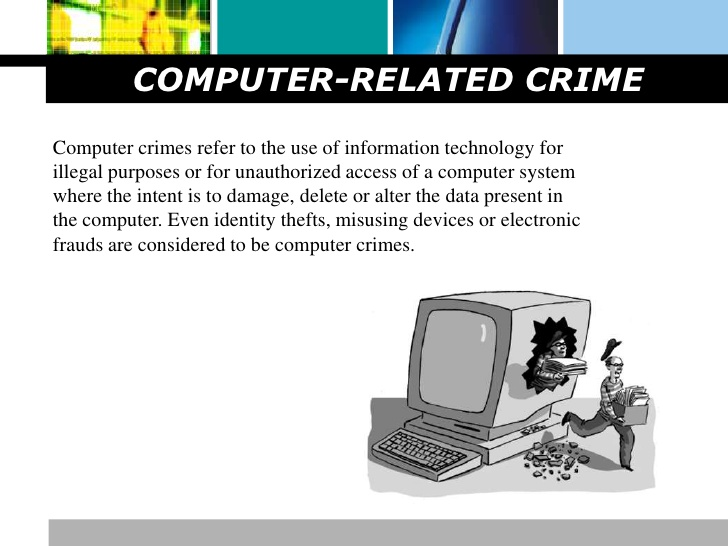 COMPUTER-RELATED CRIME
Computer crimes refer to the use of information technology for
illegal purposes or for unauthorized access of a computer system
where the intent is to damage, delete or alter the data present in
the computer. Even identity thefts, misusing devices or electronic
frauds are considered to be computer crimes.